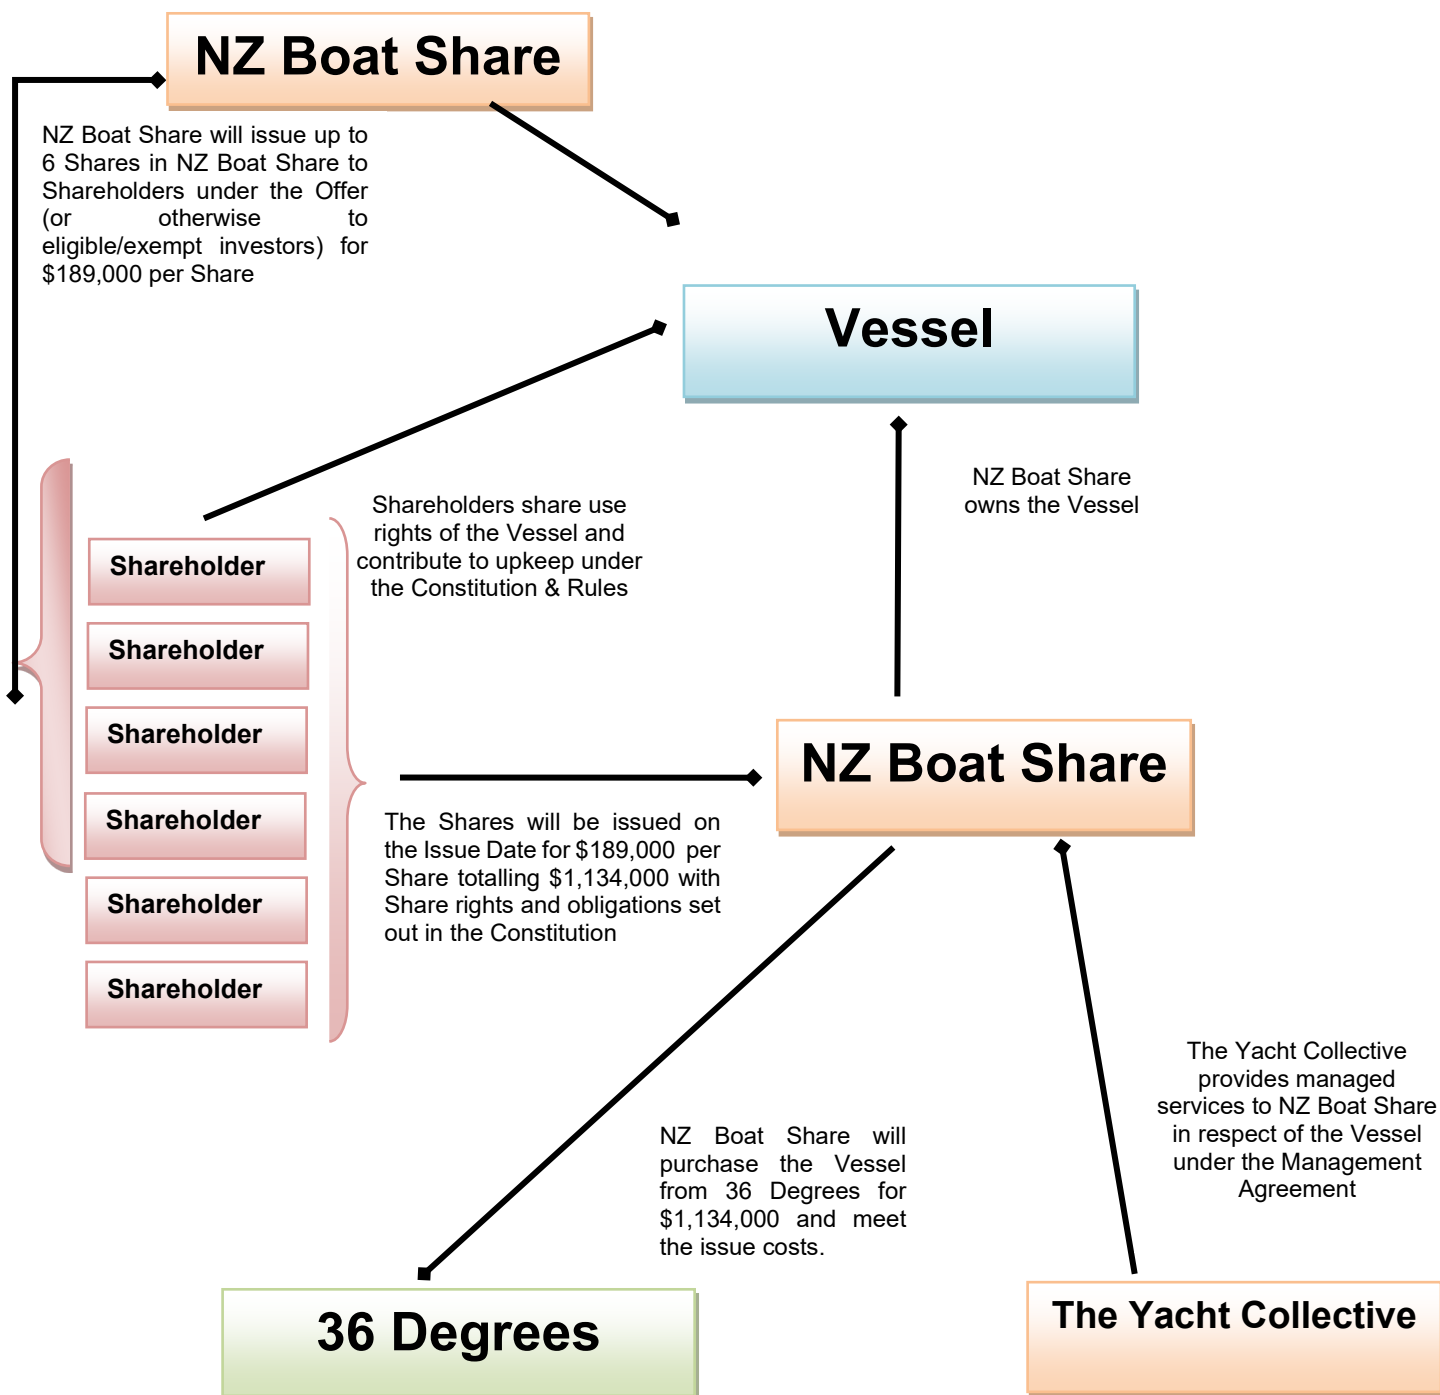 NZ Boat Share
NZ Boat Share will issue up to
6 Shares in NZ Boat Share to
Shareholders under the Offer
(or otherwise to
eligible/exempt investors) for
$189,000 per Share
Vessel
NZ Boat Share
owns the Vessel
Shareholders share use
rights of the Vessel and
contribute to upkeep under
the Constitution & Rules
Shareholder
Shareholder
Shareholder
Shareholder
Shareholder
Shareholder
NZ Boat Share
The Shares will be issued on
the Issue Date for $189,000 per
Share totalling $1,134,000 with
Share rights and obligations set
out in the Constitution
The Yacht Collective
provides managed
services to NZ Boat Share
in respect of the Vessel
under the Management
Agreement
NZ Boat Share will
purchase the Vessel
from 36 Degrees for
$1,134,000 and meet
the issue costs.
36 Degrees
The Yacht Collective